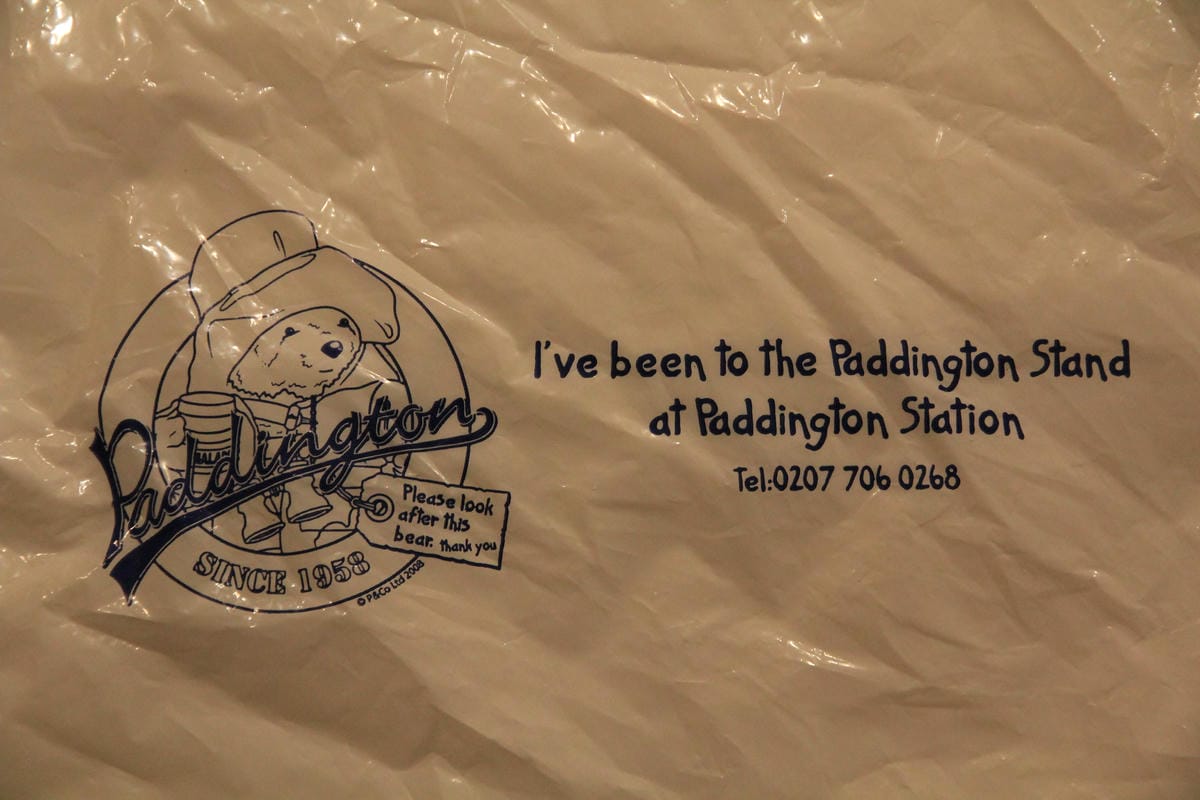 Paddington
Please look
after this
bear. thank you
SINCE 1958
© P&Co Ltd 2008
I've been to the Paddington Stand
at Paddington Station
Tel:0207 706 0268